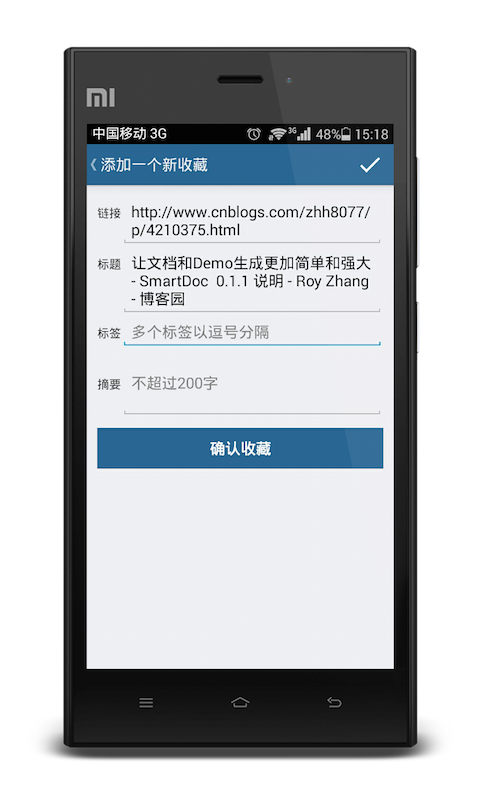 中国移动 3G
3G 48% 15:18
添加一个新收藏
链接
http://www.cnblogs.com/zhh8077/
p/4210375.html
标题
让文档和Demo生成更加简单和强大
- SmartDoc 0.1.1 说明 - Roy Zhang
- 博客园
标签
多个标签以逗号分隔
摘要
不超过200字
确认收藏